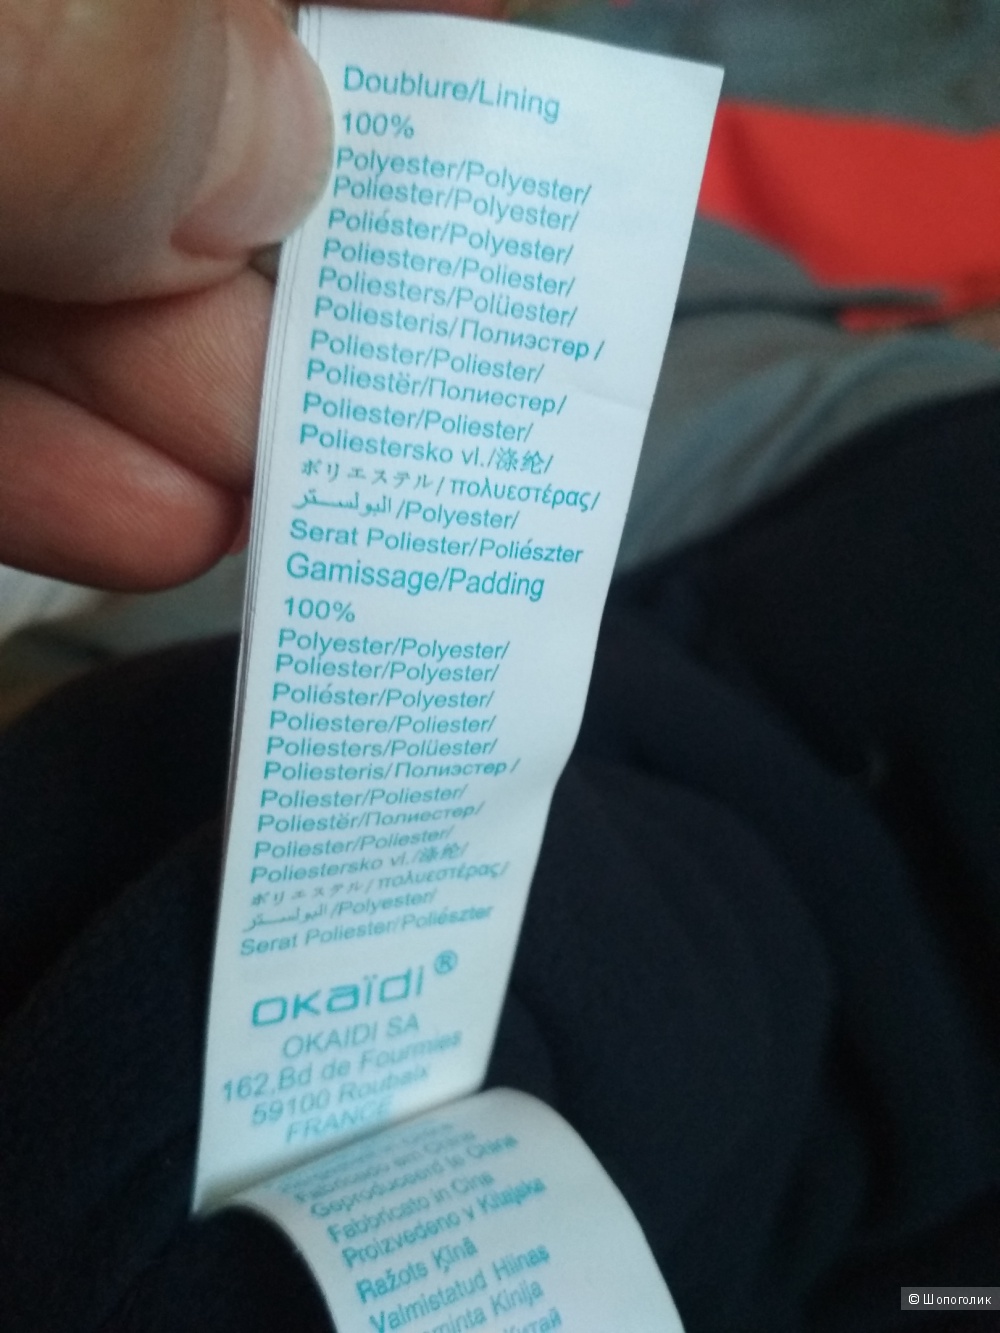 Doublure/Lining
100%
Polyester/Polyester/
Poliester/Polyester/
Poliéster/Polyester/
Poliestere/Poliester/
Poliesters/Polüester/
Poliesteris/Полиэстер /
Poliester/Poliester/
Poliestër/Полиестер/
Poliester/Poliester/
Poliestersko vl./涤纶/
ポリエステル/πολυεστέρας/
البوليستر/Polyester/
Serat Poliester/Poliészter
Gamissage/Padding
100%
Polyester/Polyester/
Poliester/Polyester/
Poliéster/Polyester/
Poliestere/Poliester/
Poliesters/Polüester/
Poliesteris/Полиэстер /
Poliester/Poliester/
Poliestër/Полиестер/
Poliester/Poliester/
Poliestersko vl./涤纶/
ポリエステル/πολυεστέρας/
البوليستر/Polyester/
Serat Poliester/Poliészter
oKaïdi®
OKAIDI SA
162,Bd de Fourmies
59100 Roubaix
FRANCE
Fabricado em China
Geproduceerd in China
Fabbricato in Cina
Proizvedeno v Kitajska
Ražots Ķīnā
Valmistatud Hiinas
Kinija
Китай
© Шопоголик